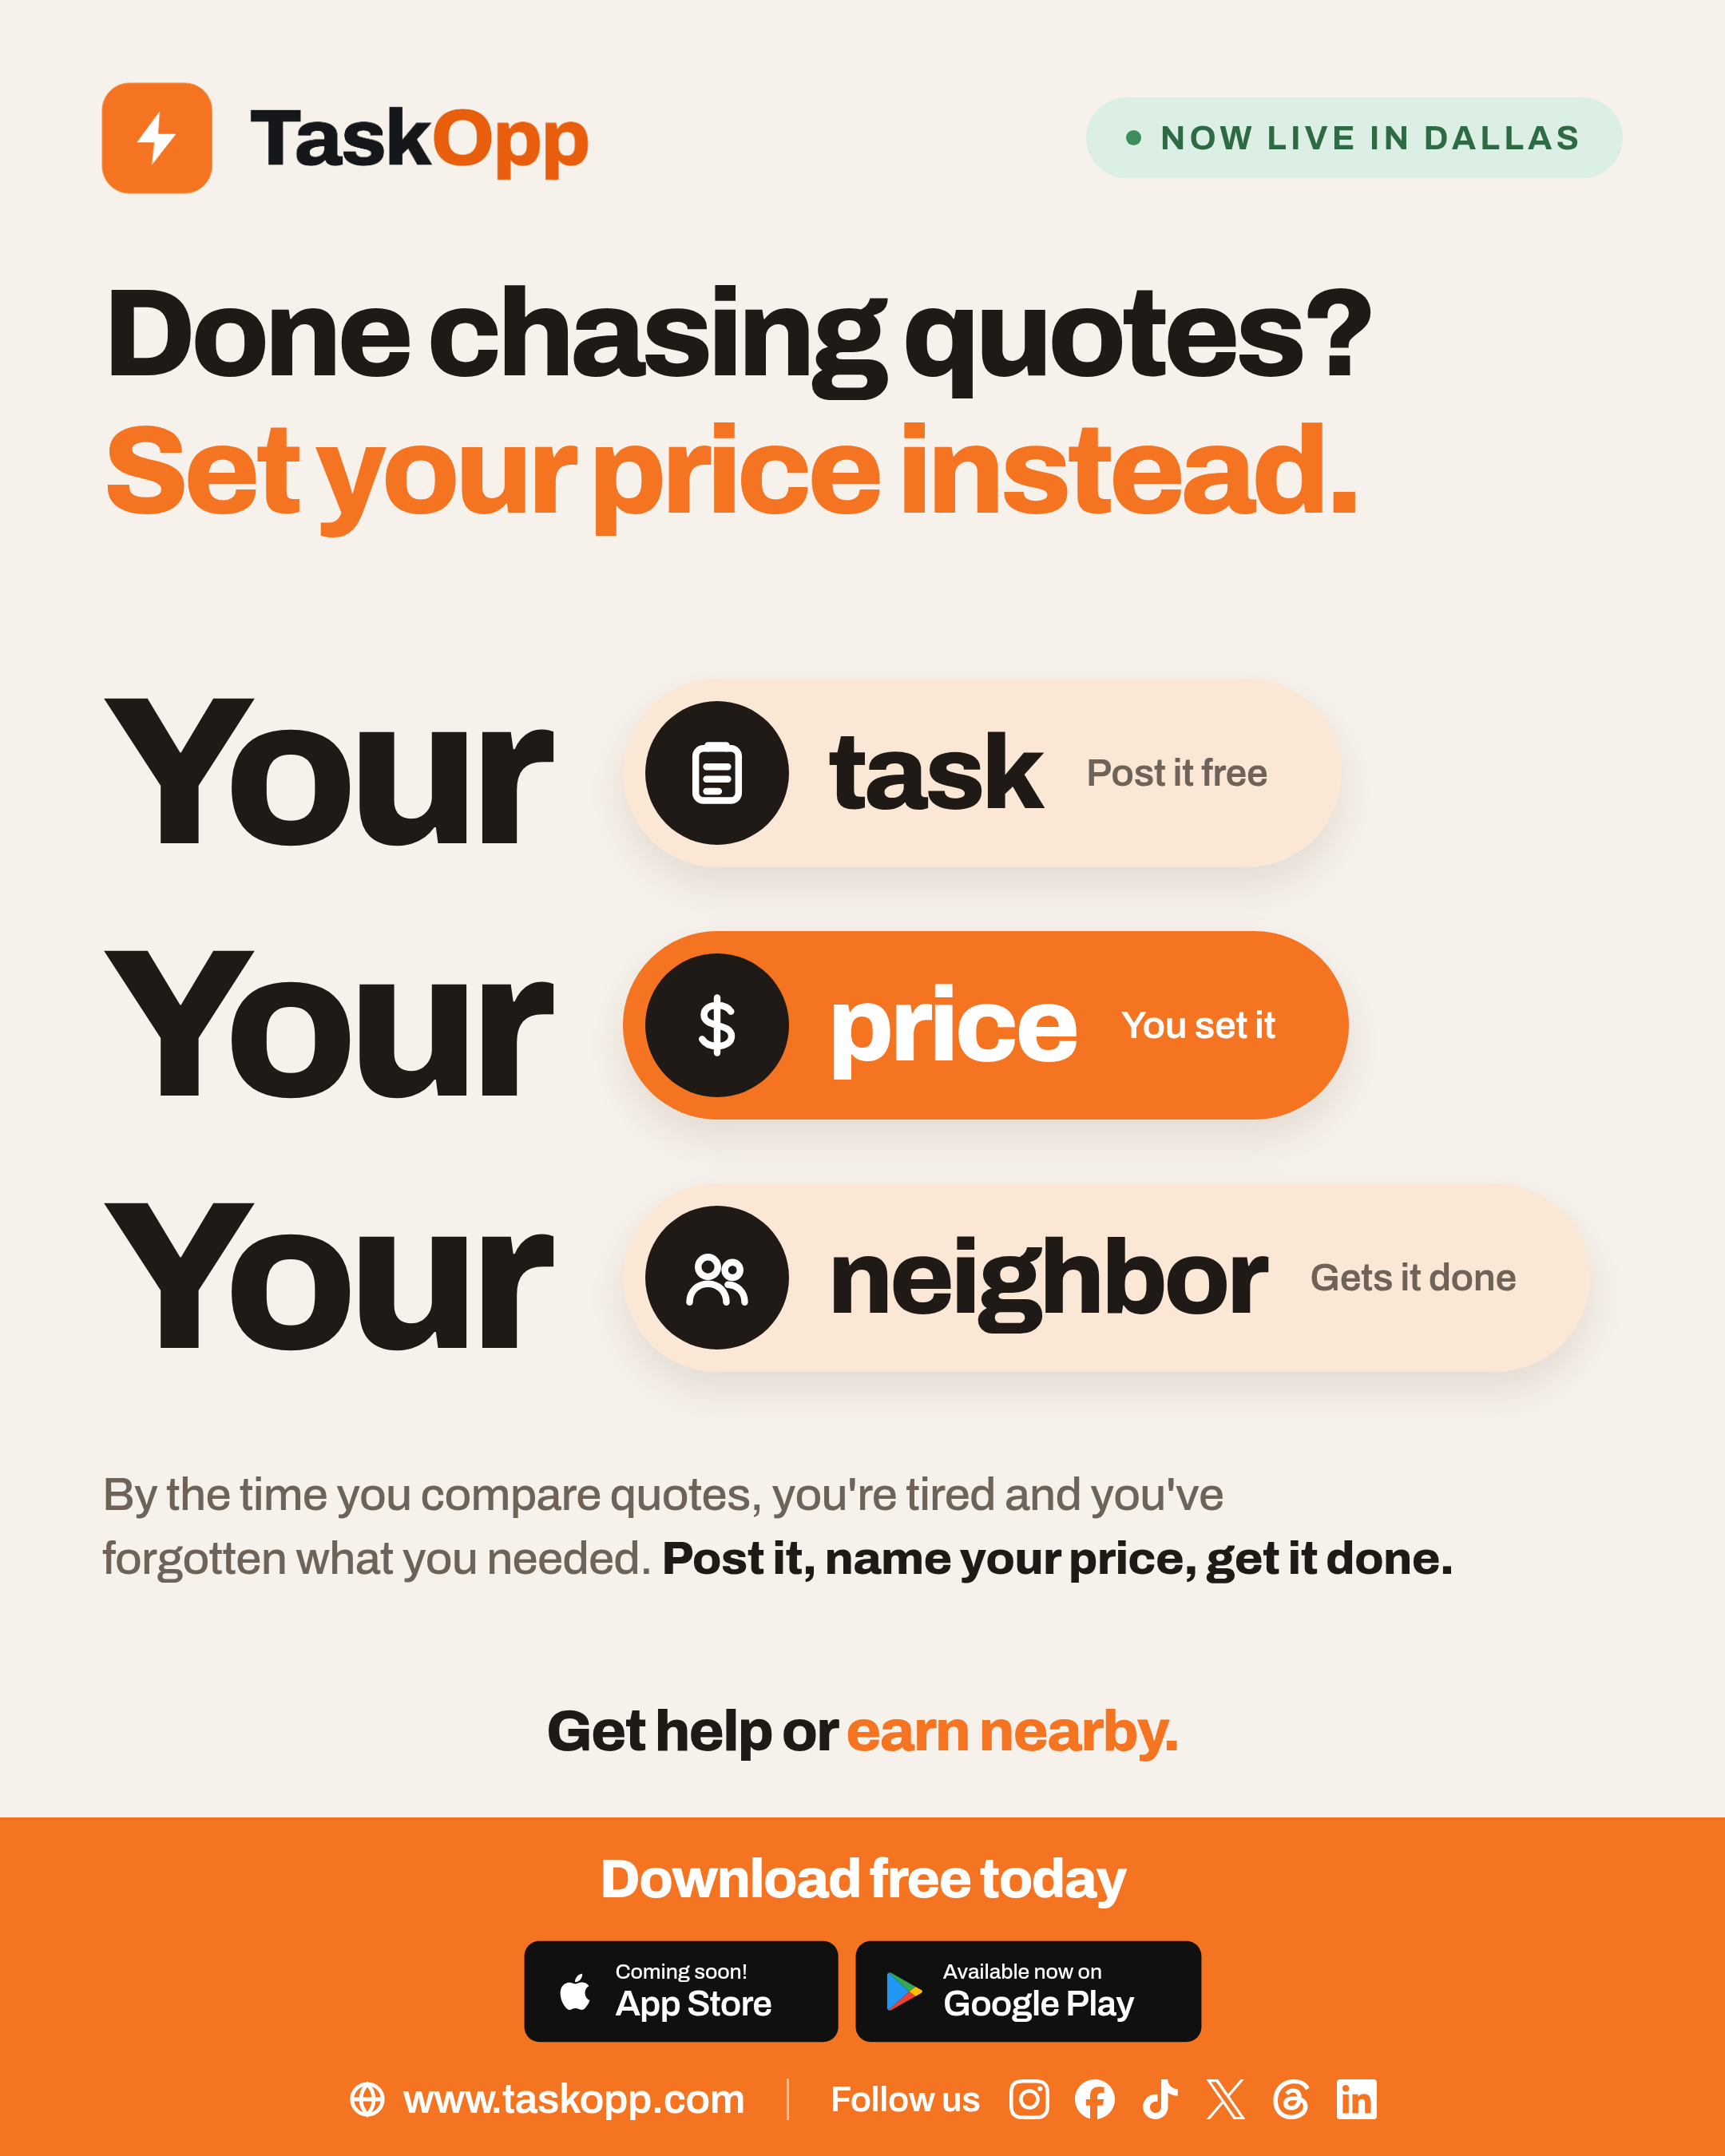 TaskOpp
NOW LIVE IN DALLAS
Done chasing quotes?
Set your price instead.
Your task Post it free
Your price You set it
Your neighbor Gets it done
By the time you compare quotes, you're tired and you've
forgotten what you needed. Post it, name your price, get it done.
Get help or earn nearby.
Download free today
Coming soon!
App Store
Available now on
Google Play
www.taskopp.com
Follow us